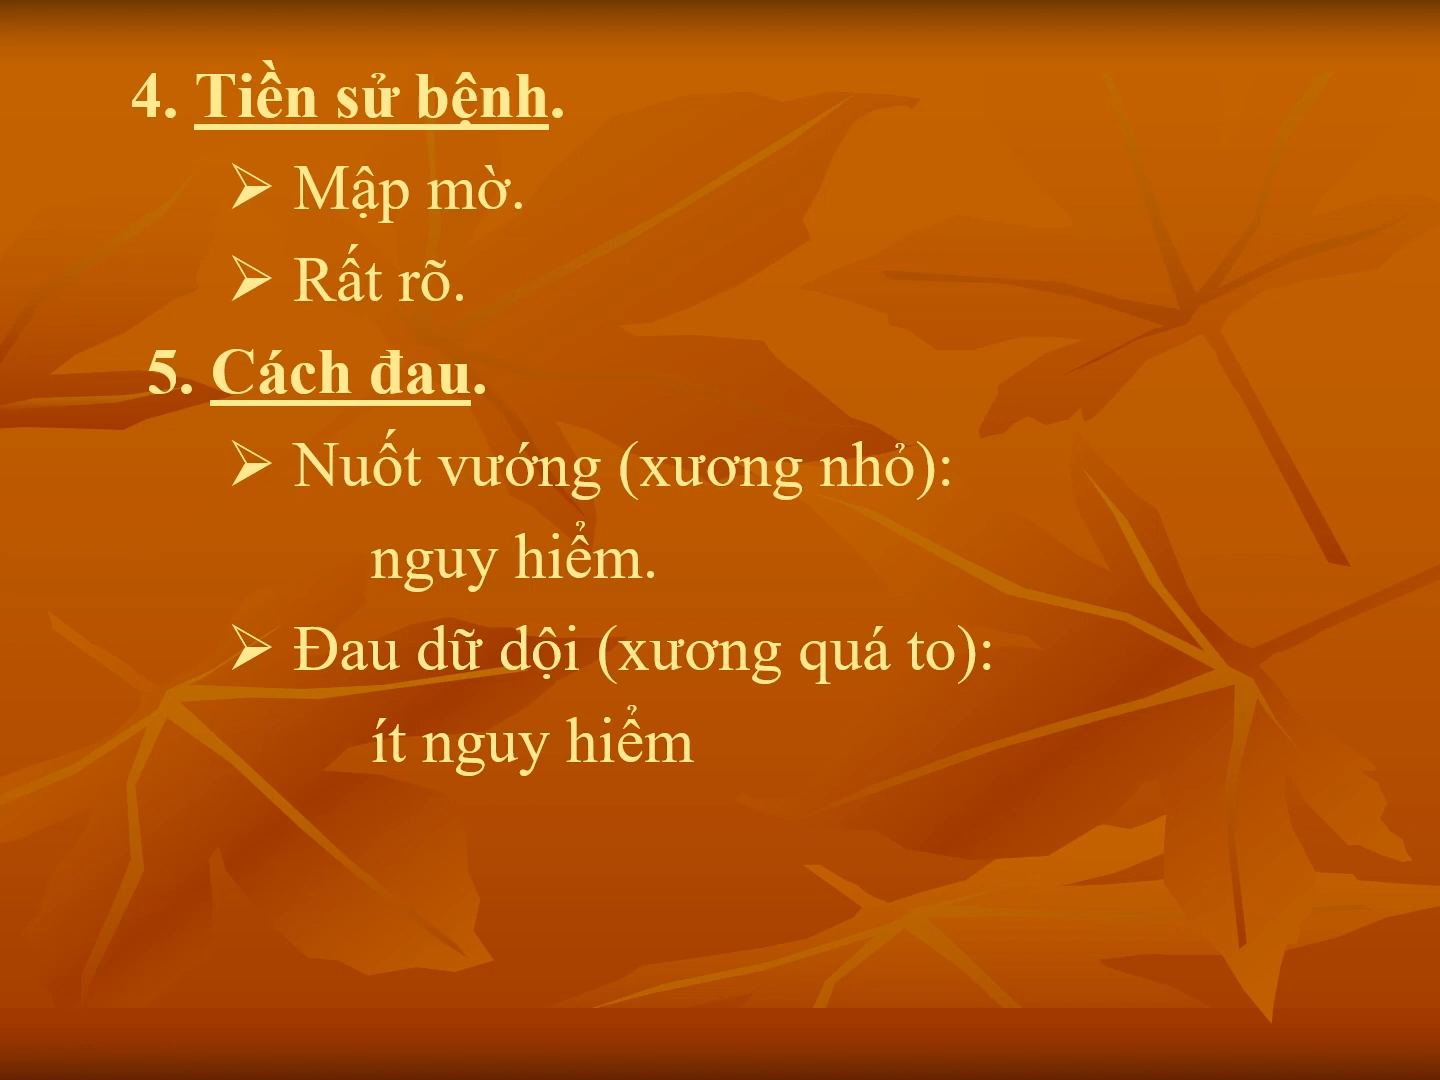 4. Tiền sử bệnh.
➢ Mập mờ.
➢ Rất rõ.
5. Cách đau.
➢ Nuốt vướng (xương nhỏ):
nguy hiểm.
➢ Đau dữ dội (xương quá to):
ít nguy hiểm